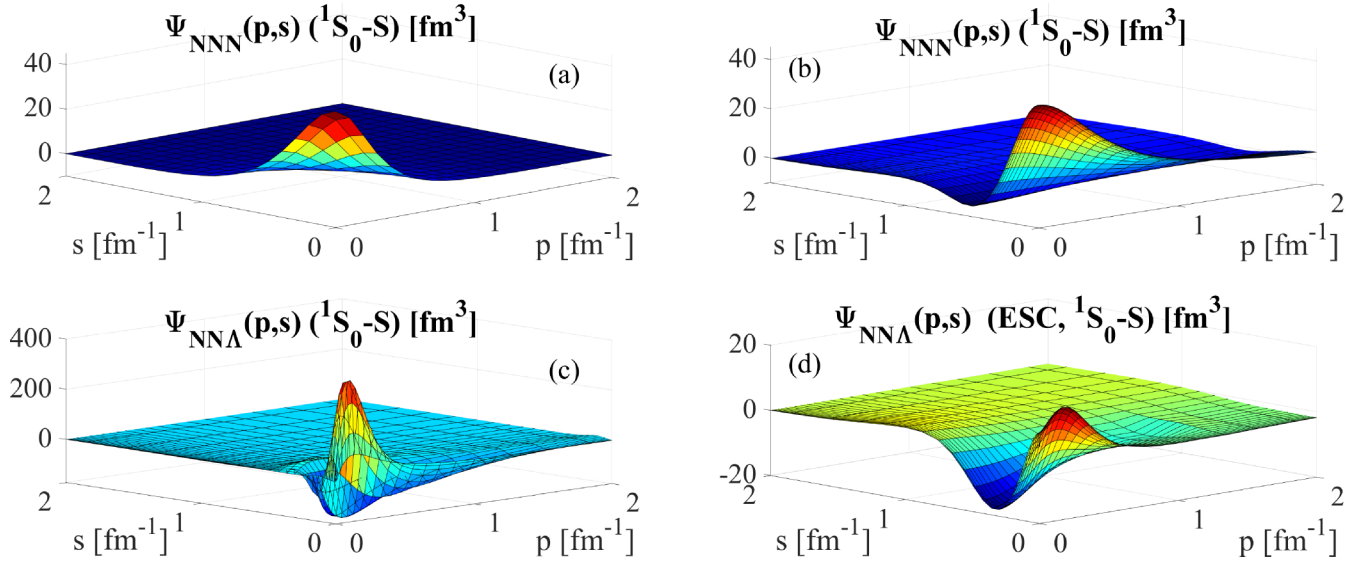 Ψ_NNN(p,s) (¹S₀-S) [fm³]
(a)
40
20
0
2
1
0
0
1
2
s [fm⁻¹]
p [fm⁻¹]
Ψ_NNN(p,s) (¹S₀-S) [fm³]
(b)
40
20
0
2
1
0
0
1
2
s [fm⁻¹]
p [fm⁻¹]
Ψ_NNΛ(p,s) (¹S₀-S) [fm³]
(c)
400
200
0
2
1
0
0
1
2
s [fm⁻¹]
p [fm⁻¹]
Ψ_NNΛ(p,s) (ESC, ¹S₀-S) [fm³]
(d)
20
0
-20
2
1
0
0
1
2
s [fm⁻¹]
p [fm⁻¹]